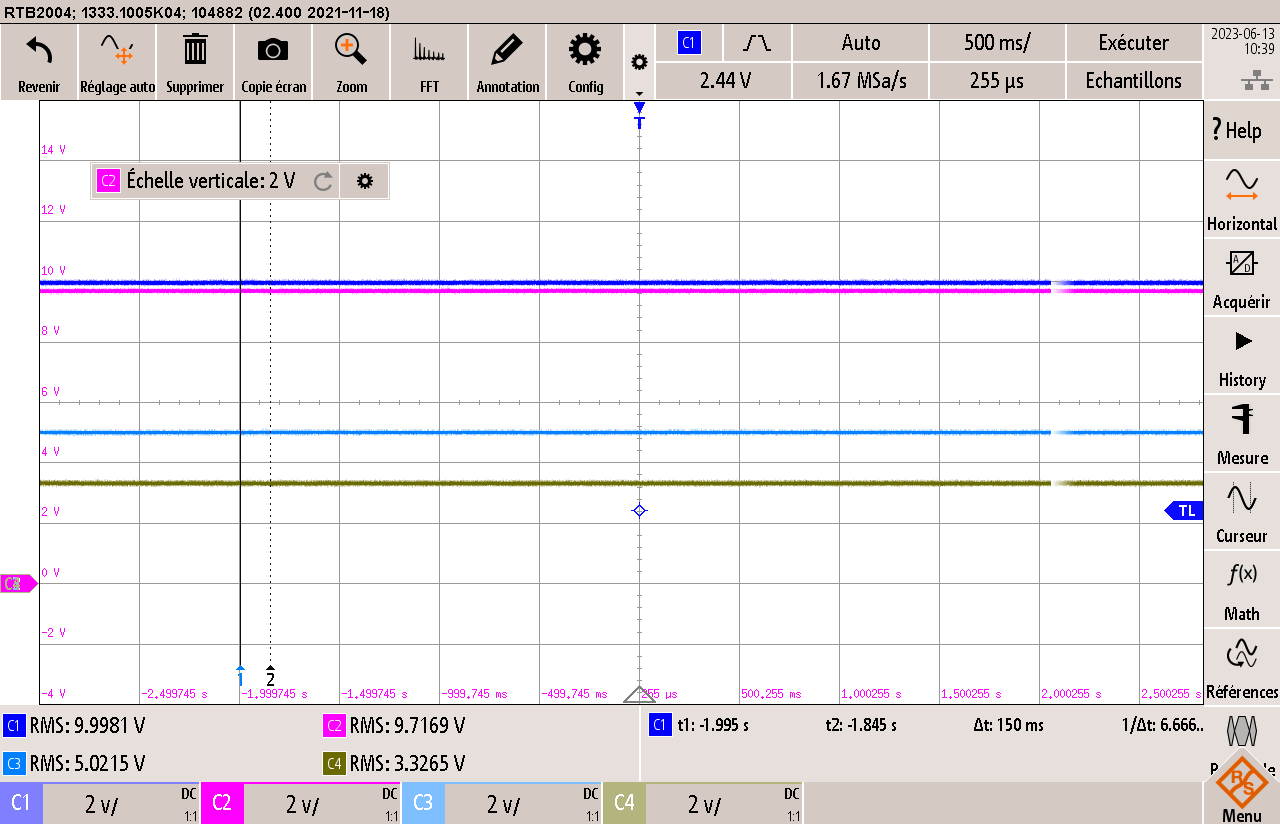 RTB2004; 1333.1005K04; 104882 (02.400 2021-11-18)
Revenir
Réglage auto
Supprimer
Copie écran
Zoom
FFT
Annotation
Config
C1
Auto
500 ms/
Exécuter
2.44 V
1.67 MSa/s
255 µs
Echantillons
2023-06-13
10:39
T
14 V
C2 Échelle verticale: 2 V
12 V
10 V
8 V
6 V
4 V
2 V
0 V
-2 V
-4 V
TL
1
2
-2,499745 s
-1,999745 s
-1,499745 s
-999,745 ms
-499,745 ms
255 µs
500,255 ms
1,000255 s
1,500255 s
2,000255 s
2,500255 s
? Help
Horizontal
A
D
Acquérir
History
Mesure
Curseur
f(x)
Math
Références
R&S
Menu
C1 RMS: 9.9981 V
C2 RMS: 9.7169 V
C3 RMS: 5.0215 V
C4 RMS: 3.3265 V
C1 t1: -1.995 s
t2: -1.845 s
Δt: 150 ms
1/Δt: 6.666..
C1 2 V/ DC 1:1
C2 2 V/ DC 1:1
C3 2 V/ DC 1:1
C4 2 V/ DC 1:1